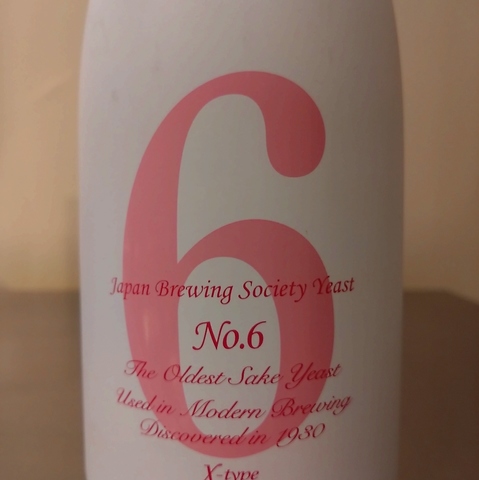 6
Japan Brewing Society Yeast
No.6
The Oldest Sake Yeast
Used in Modern Brewing
Discovered in 1930
X-type